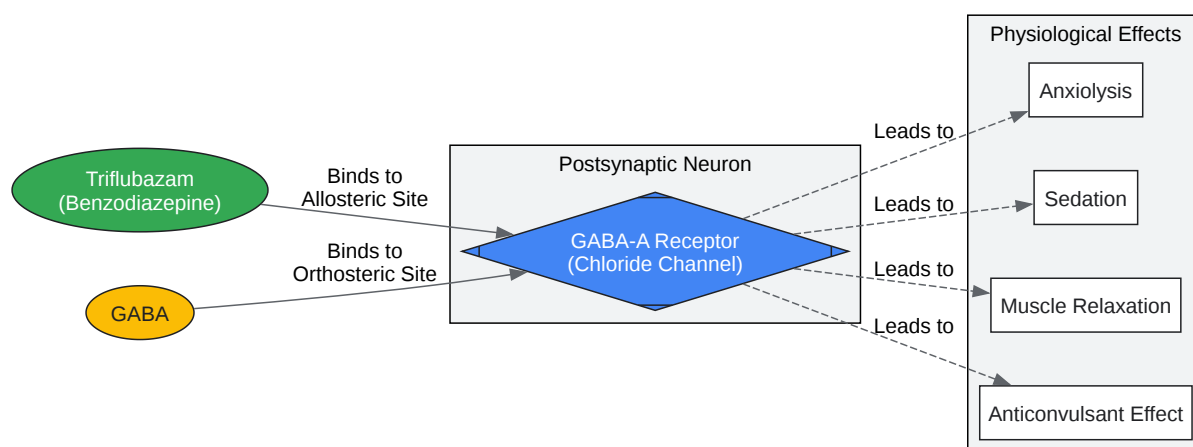 Triflubazam
(Benzodiazepine)
GABA
Binds to
Allosteric Site
Binds to
Orthosteric Site
Postsynaptic Neuron
GABA-A Receptor
(Chloride Channel)
Leads to
Leads to
Leads to
Leads to
Physiological Effects
Anxiolysis
Sedation
Muscle Relaxation
Anticonvulsant Effect